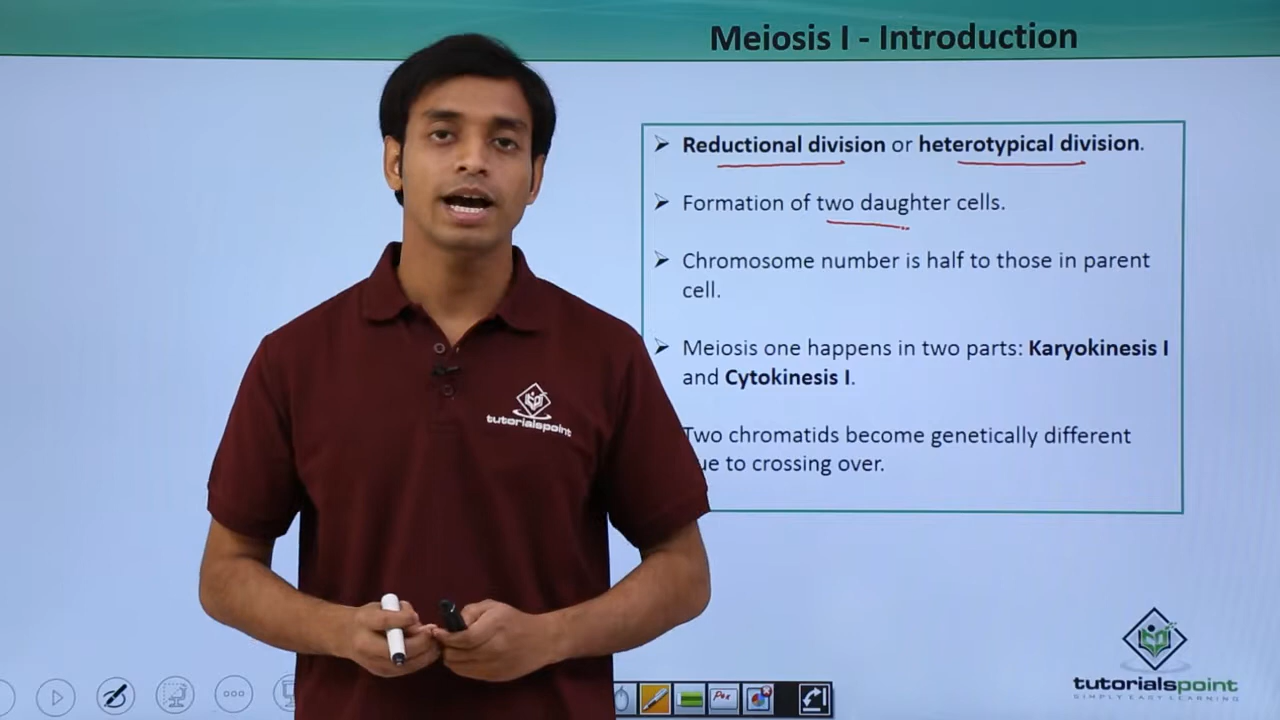 Meiosis I - Introduction
➢ Reductional division or heterotypical division.
➢ Formation of two daughter cells.
➢ Chromosome number is half to those in parent
cell.
➢ Meiosis one happens in two parts: Karyokinesis I
and Cytokinesis I.
Two chromatids become genetically different
to crossing over.
tutorialspoint
tutorialspoint
SIMPLY EASY LEARNING
Pen